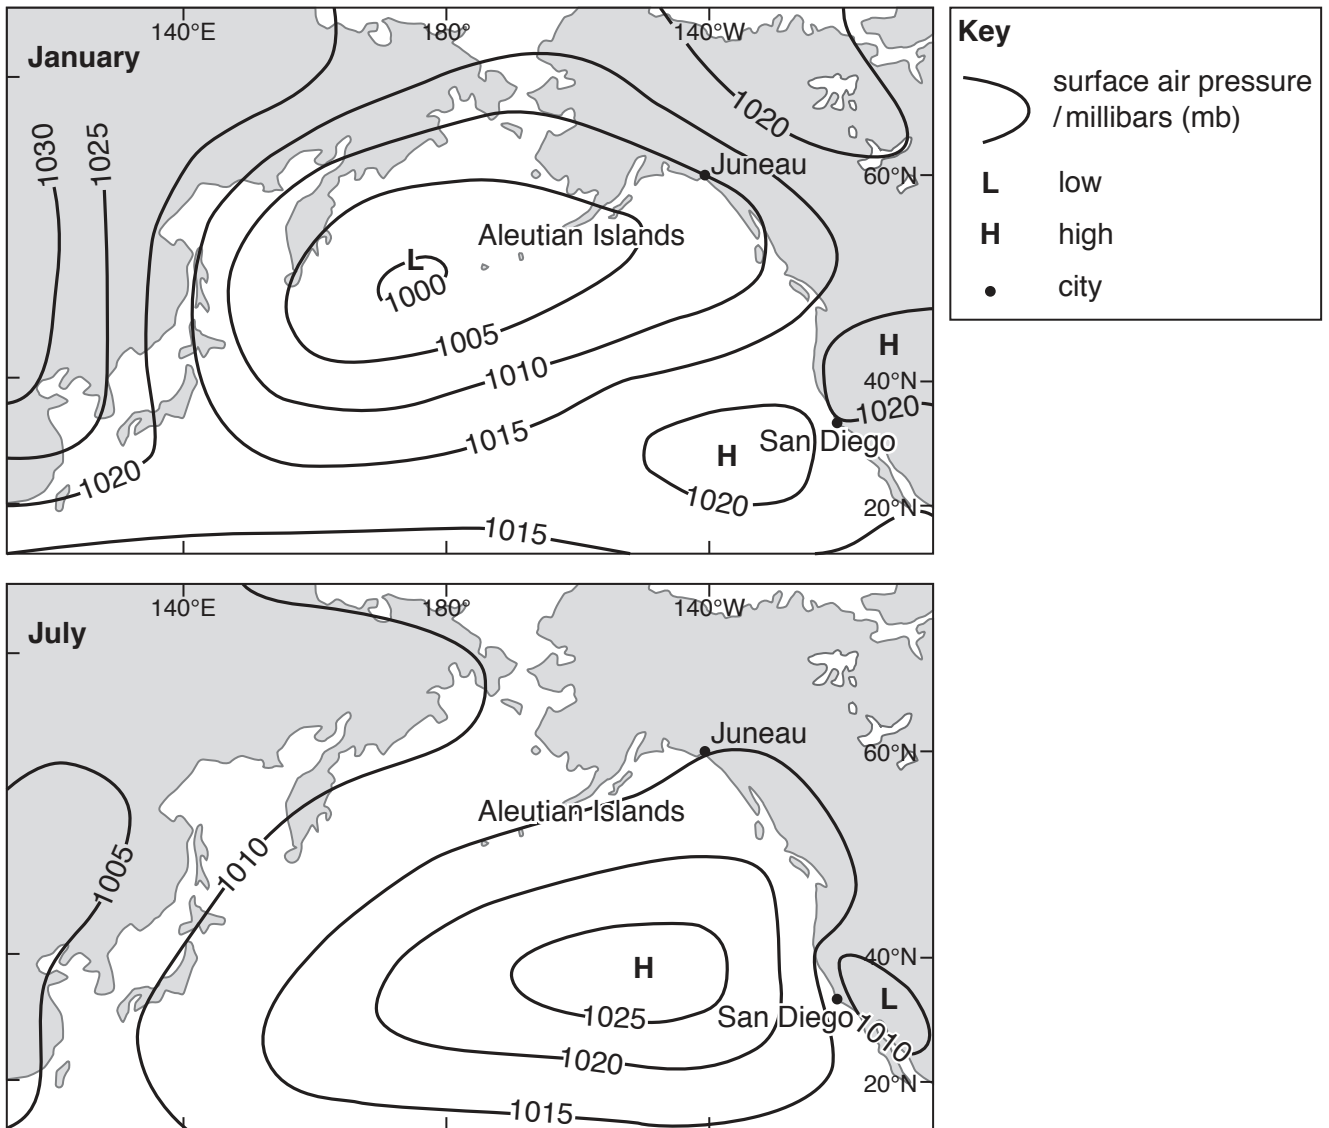 140°E
180°
140°W
January
1030
1025
1020
Juneau
60°N
Aleutian Islands
L
1000
1005
1010
1015
H
40°N
1020
San Diego
H
1020
1020
20°N
1015
Key
surface air pressure
/ millibars (mb)
L low
H high
city
140°E
180°
140°W
July
Juneau
60°N
Aleutian Islands
1005
1010
40°N
H
L
1025
San Diego
1010
1020
20°N
1015